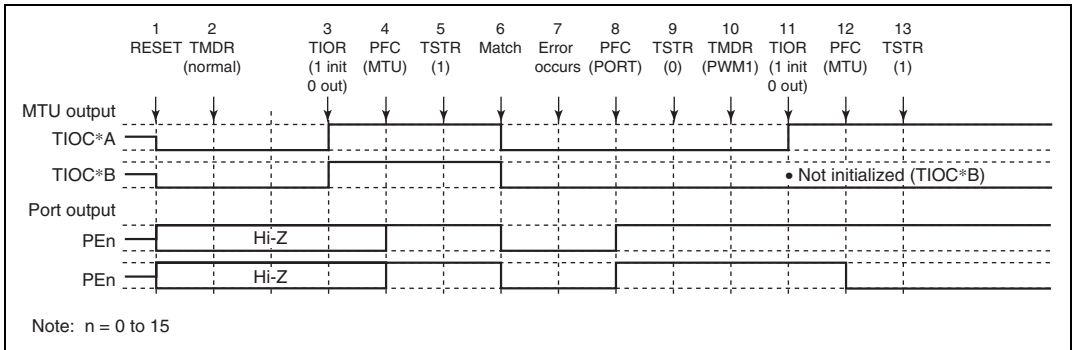 1 2 3 4 5 6 7 8 9 10 11 12 13
RESET TMDR TIOR PFC TSTR Match Error PFC TSTR TMDR TIOR PFC TSTR
(normal) (1 init (MTU) (1) occurs (PORT) (0) (PWM1) (1 init (MTU) (1)
0 out) 0 out)
MTU output
TIOC*A
TIOC*B
• Not initialized (TIOC*B)
Port output
PEn
Hi-Z
PEn
Hi-Z
Note: n = 0 to 15